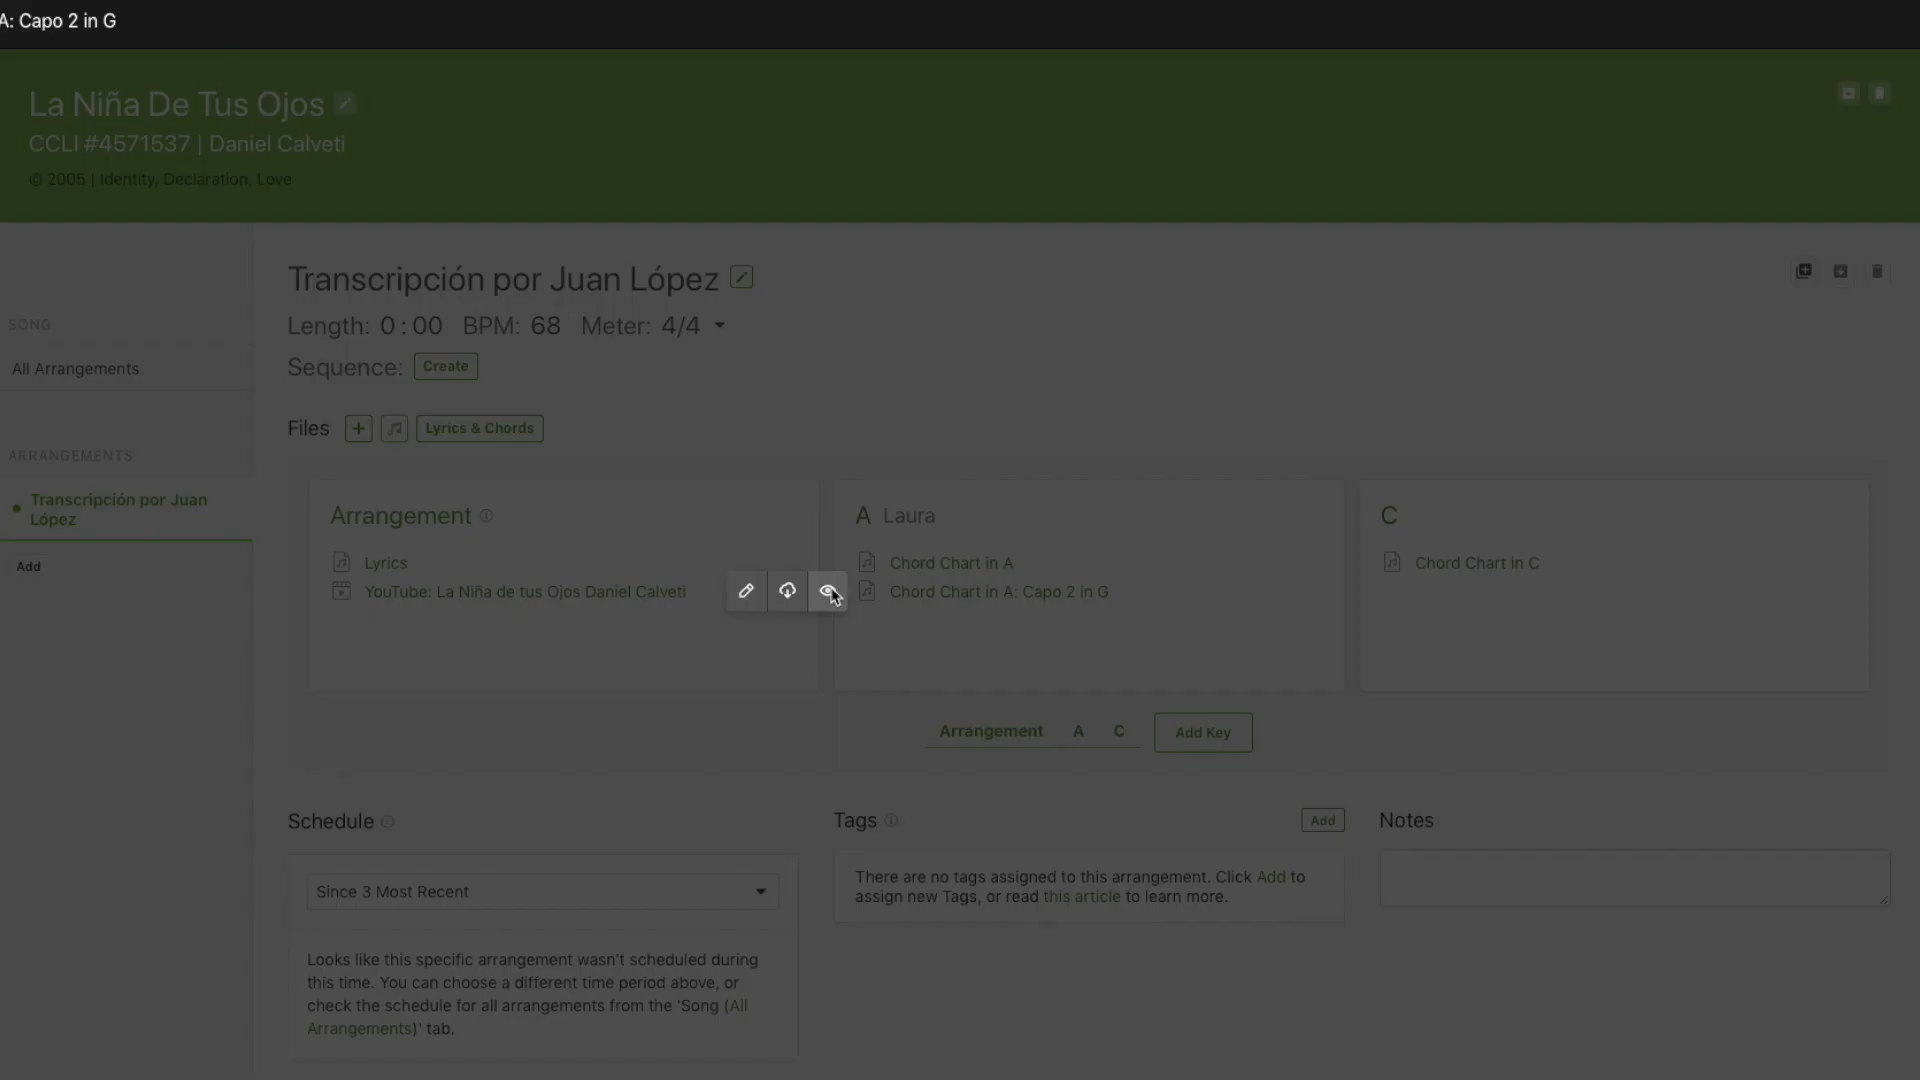 A: Capo 2 in G
La Niña De Tus Ojos
CCLI #4571537 | Daniel Calveti
© 2005 | Identity, Declaration, Love
SONG
All Arrangements
ARRANGEMENTS
Transcripción por Juan
López
Add
Transcripción por Juan López
Length: 0:00 BPM: 68 Meter: 4/4
Sequence: Create
Files + Lyrics & Chords
Arrangement
Lyrics
YouTube: La Niña de tus Ojos Daniel Calveti
A Laura
Chord Chart in A
Chord Chart in A: Capo 2 in G
C
Chord Chart in C
Arrangement A C Add Key
Schedule
Since 3 Most Recent
Looks like this specific arrangement wasn't scheduled during
this time. You can choose a different time period above, or
check the schedule for all arrangements from the 'Song (All
Arrangements)' tab.
Tags Add
There are no tags assigned to this arrangement. Click Add to
assign new Tags, or read this article to learn more.
Notes